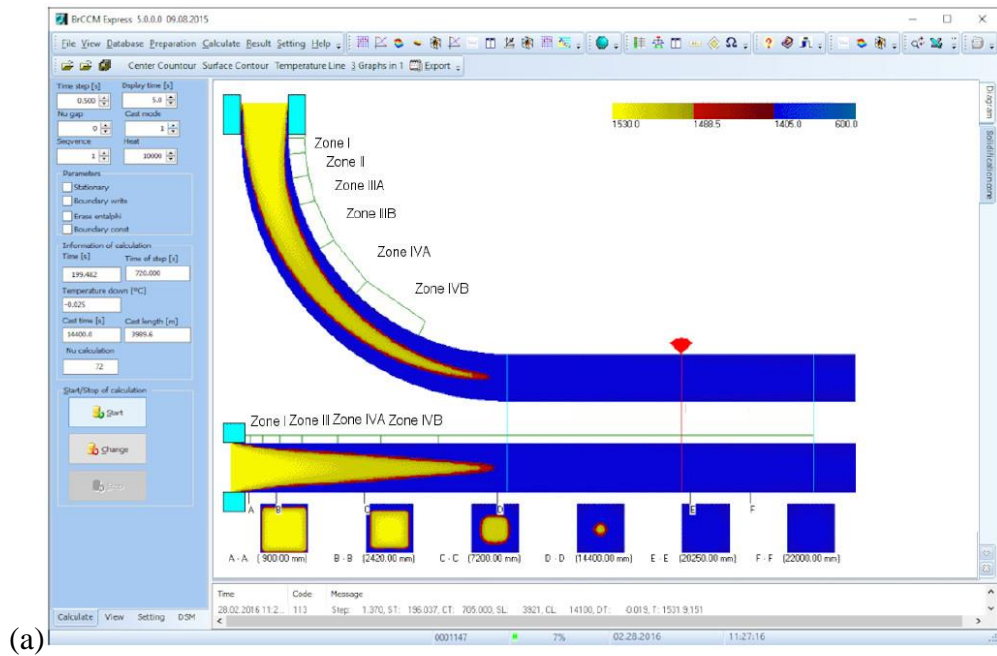 BrCCM Express 5.0.0.0 09.08.2015
File View Database Preparation Calculate Result Setting Help
Center Countour Surface Contour Temperature Line 3 Graphs in 1 Export
Time step [s] Display time [s]
0.500 5.0
Nu gap Cast mode
0 1
Seqvence Heat
1 10000
Parameters
Stationary
Boundary write
Erase entalphi
Boundary const
Information of calculation
Time [s] Time of step [s]
199.482 720.000
Temperature down [°C]
-0.025
Cast time [s] Cast length [m]
14400.0 3989.6
Nu calculation
72
Start/Stop of calculation
Start
Change
Calculate View Setting DSM
1530.0 1488.5 1405.0 600.0
Zone I
Zone II
Zone IIIA
Zone IIIB
Zone IVA
Zone IVB
Zone I Zone III Zone IVA Zone IVB
A B C D E F
A - A (900.00 mm) B - B (2420.00 mm) C - C (7200.00 mm) D - D (14400.00 mm) E - E (20250.00 mm) F - F (22000.00 mm)
Diagram
Solidification cone
Time Code Message
28.02.2016 11:2... 113 Step: 1.370, ST: 196.037, CT: 705.000, SL: 3921, CL: 14100, DT: -0.019, T: 1531.9,151
0001147 7% 02.28.2016 11:27:16
(a)